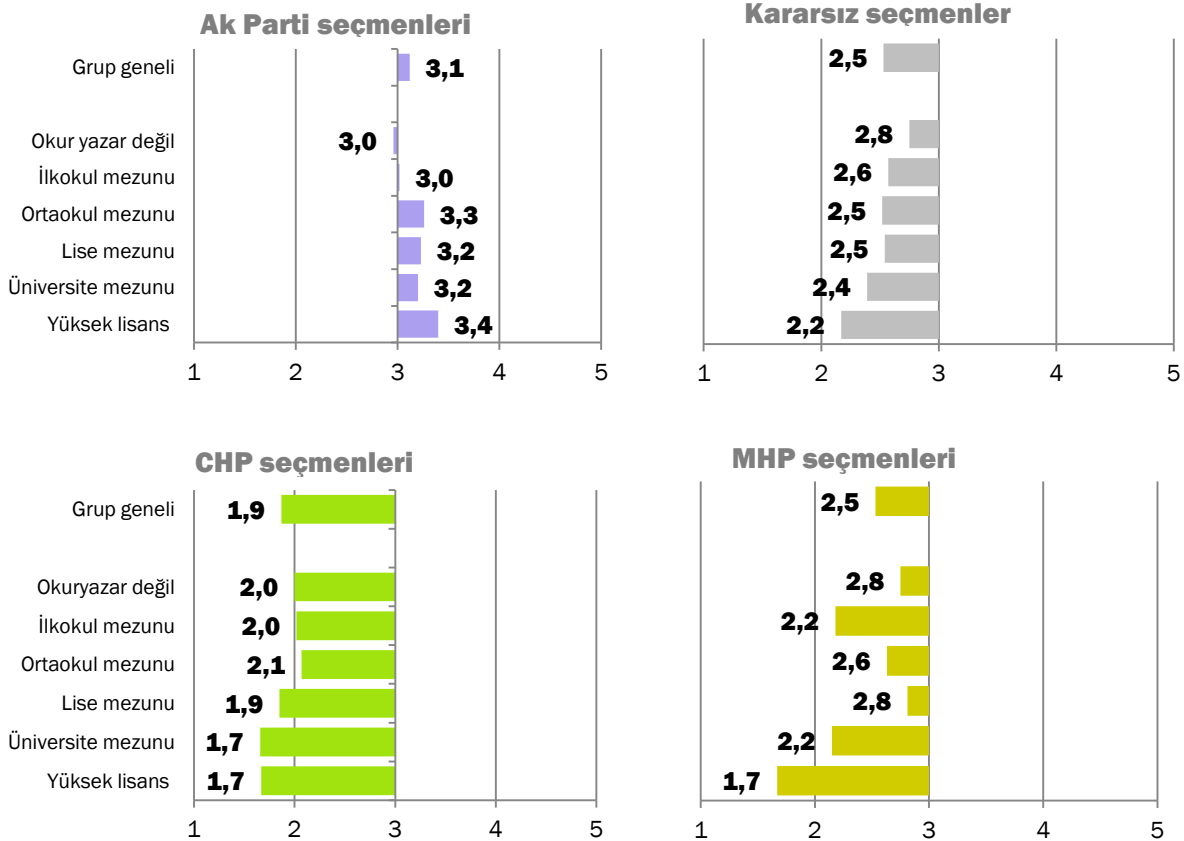 Ak Parti seçmenleri
Grup geneli 3,1
Okur yazar değil 3,0
İlkokul mezunu 3,0
Ortaokul mezunu 3,3
Lise mezunu 3,2
Üniversite mezunu 3,2
Yüksek lisans 3,4
1 2 3 4 5
Kararsız seçmenler
2,5
2,8
2,6
2,5
2,5
2,4
2,2
1 2 3 4 5
CHP seçmenleri
Grup geneli 1,9
Okuryazar değil 2,0
İlkokul mezunu 2,0
Ortaokul mezunu 2,1
Lise mezunu 1,9
Üniversite mezunu 1,7
Yüksek lisans 1,7
1 2 3 4 5
MHP seçmenleri
2,5
2,8
2,2
2,6
2,8
2,2
1,7
1 2 3 4 5